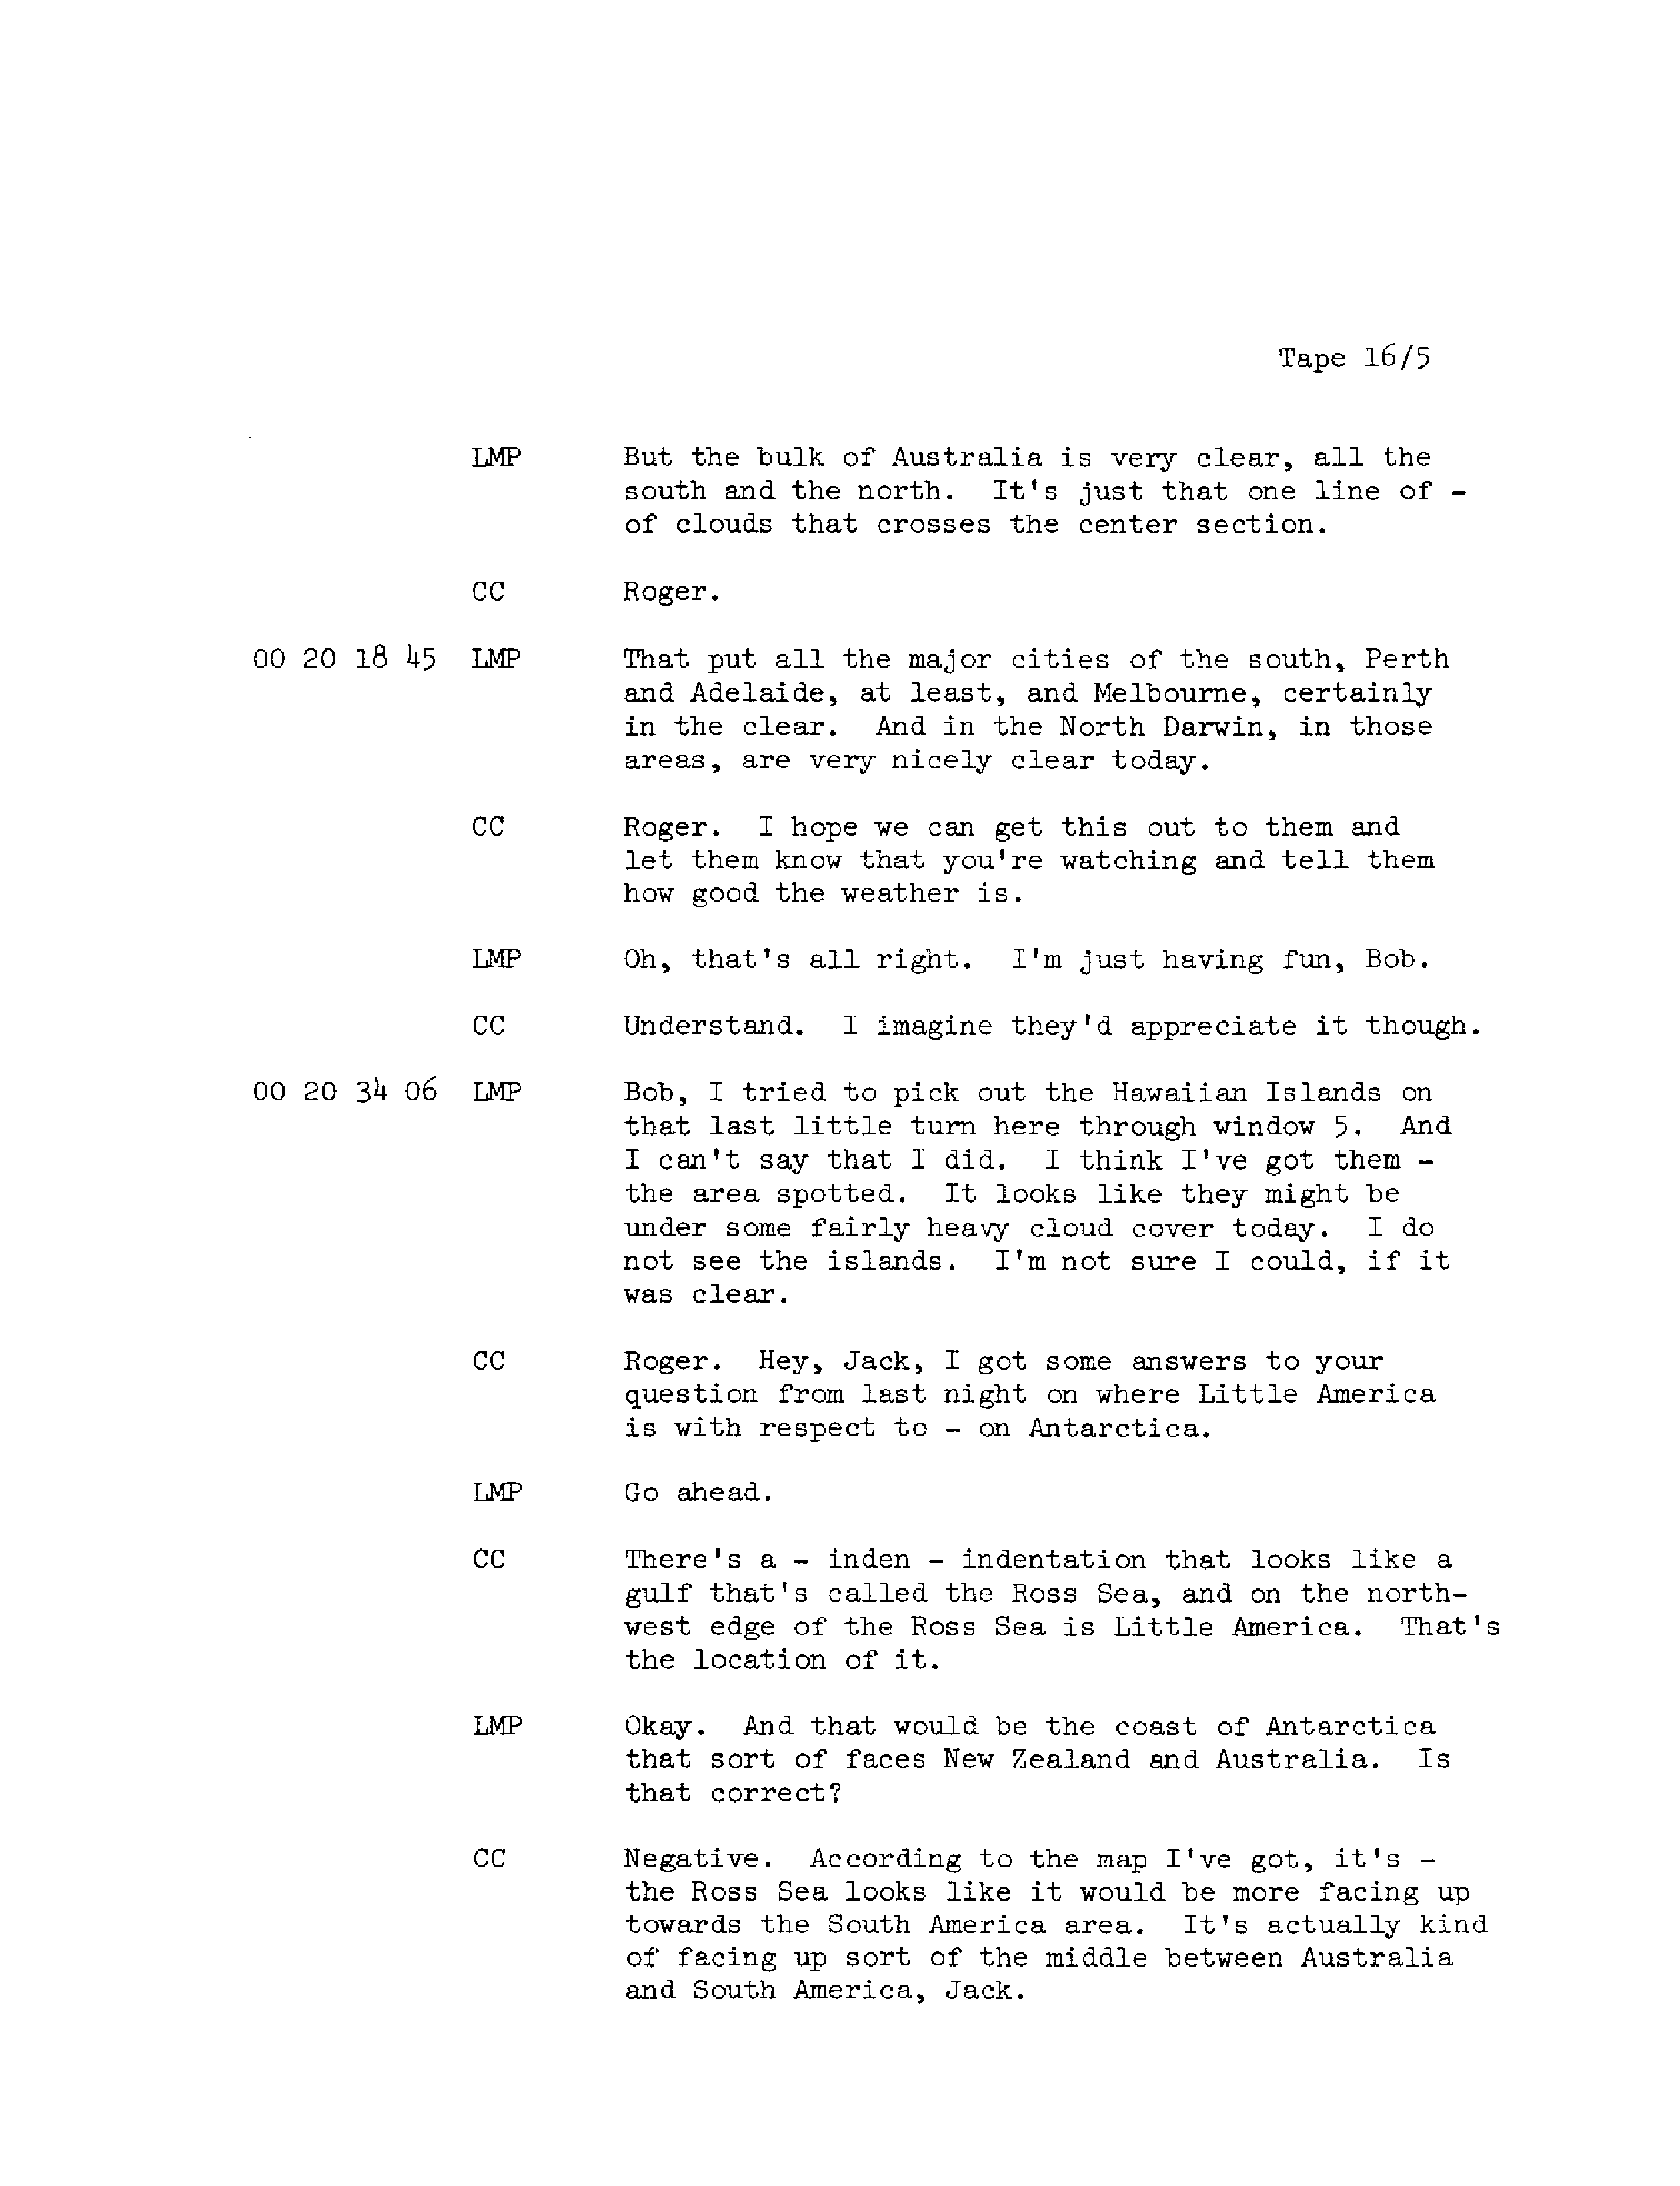 Tape 16/5
LMP But the bulk of Australia is very clear, all the
south and the north. It's just that one line of -
of clouds that crosses the center section.
CC Roger.
00 20 18 45 LMP That put all the major cities of the south, Perth
and Adelaide, at least, and Melbourne, certainly
in the clear. And in the North Darwin, in those
areas, are very nicely clear today.
CC Roger. I hope we can get this out to them and
let them know that you're watching and tell them
how good the weather is.
LMP Oh, that's all right. I'm just having fun, Bob.
CC Understand. I imagine they'd appreciate it though.
00 20 34 06 LMP Bob, I tried to pick out the Hawaiian Islands on
that last little turn here through window 5. And
I can't say that I did. I think I've got them -
the area spotted. It looks like they might be
under some fairly heavy cloud cover today. I do
not see the islands. I'm not sure I could, if it
was clear.
CC Roger. Hey, Jack, I got some answers to your
question from last night on where Little America
is with respect to - on Antarctica.
LMP Go ahead.
CC There's a - inden - indentation that looks like a
gulf that's called the Ross Sea, and on the north-
west edge of the Ross Sea is Little America. That's
the location of it.
LMP Okay. And that would be the coast of Antarctica
that sort of faces New Zealand and Australia. Is
that correct?
CC Negative. According to the map I've got, it's -
the Ross Sea looks like it would be more facing up
towards the South America area. It's actually kind
of facing up sort of the middle between Australia
and South America, Jack.